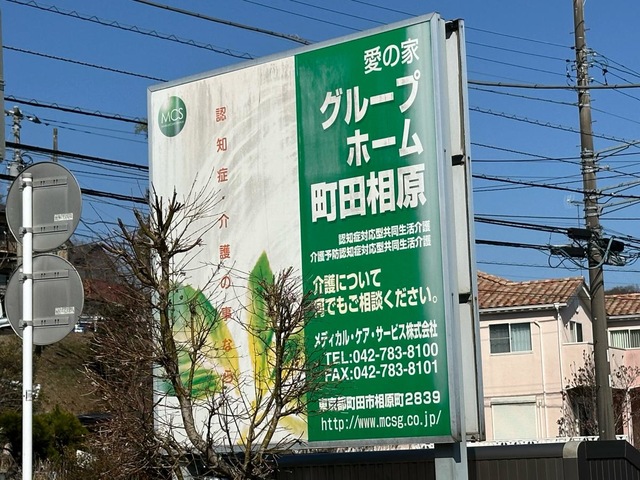 MCS
認知症・介護の事なら
愛の家
グループ
ホーム
町田相原
認知症対応型共同生活介護
介護予防認知症対応型共同生活介護
介護について
何でもご相談ください。
メディカル・ケア・サービス株式会社
TEL:042-783-8100
FAX:042-783-8101
東京都町田市相原町2839
http://www.mcsg.co.jp/